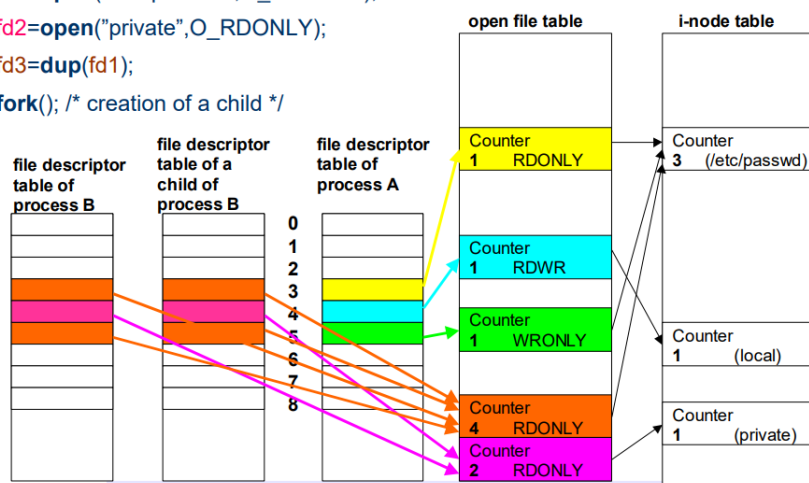 fd2=open(”private”,O_RDONLY);
fd3=dup(fd1);
fork(); /* creation of a child */
open file table
i-node table
file descriptor
table of
process B
file descriptor
table of a
child of
process B
file descriptor
table of
process A
0
1
2
3
4
5
6
7
8
Counter
1 RDONLY
Counter
1 RDWR
Counter
1 WRONLY
Counter
4 RDONLY
Counter
2 RDONLY
Counter
3 (/etc/passwd)
Counter
1 (local)
Counter
1 (private)